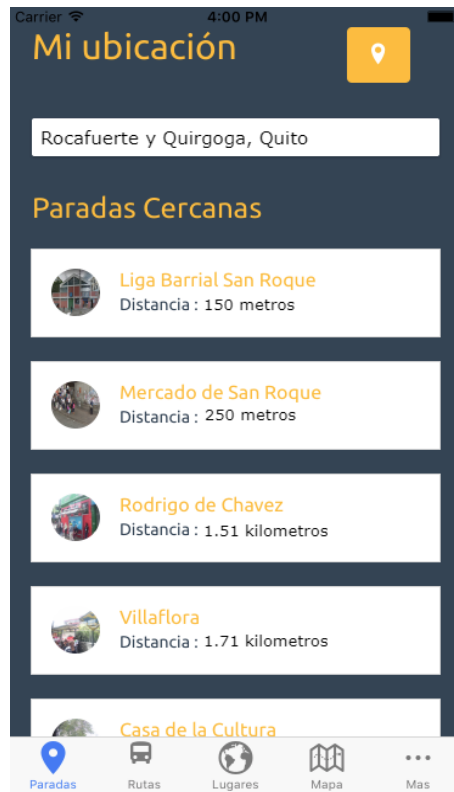 Carrier 4:00 PM
Mi ubicación
Rocafuerte y Quirgoga, Quito
Paradas Cercanas
Liga Barrial San Roque
Distancia : 150 metros
Mercado de San Roque
Distancia : 250 metros
Rodrigo de Chavez
Distancia : 1.51 kilometros
Villaflora
Distancia : 1.71 kilometros
Casa de la Cultura
Paradas Rutas Lugares Mapa Mas